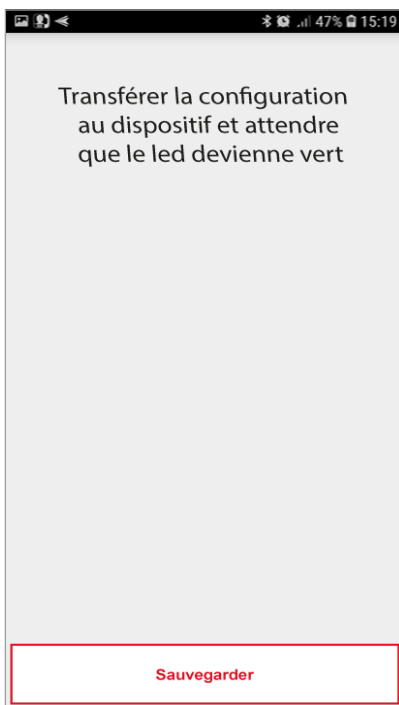 47% 15:19
Transférer la configuration
au dispositif et attendre
que le led devienne vert
Sauvegarder